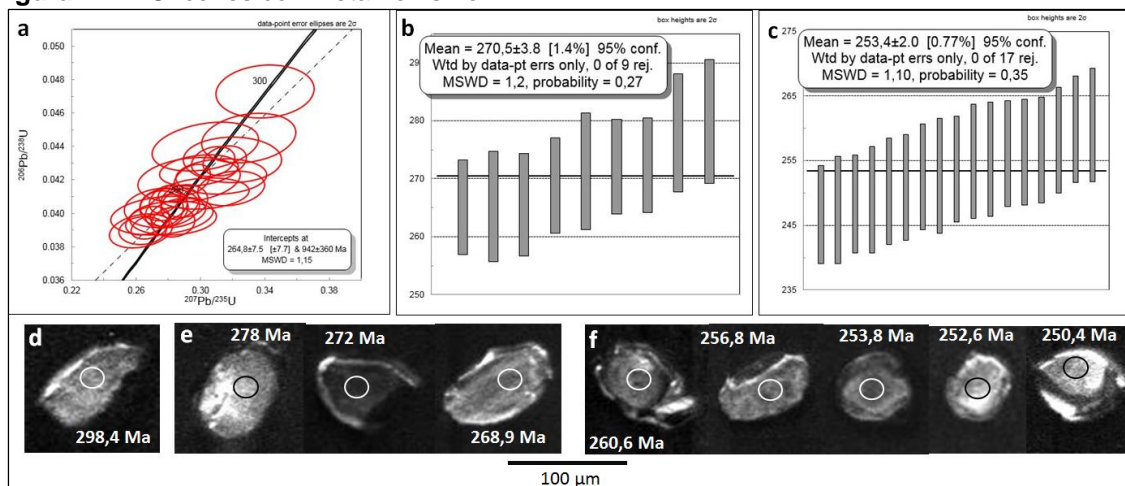 a
data-point error ellipses are 2σ
0.050
0.048
0.046
0.044
0.042
0.040
0.038
0.036
206Pb/238U
300
Intercepts at
264,8±7.5 [±7.7] & 942±360 Ma
MSWD = 1,15
0.22
0.26
0.30
0.34
0.38
207Pb/235U
b
box heights are 2σ
Mean = 270,5±3.8 [1.4%] 95% conf.
Wtd by data-pt errs only, 0 of 9 rej.
MSWD = 1,2, probability = 0,27
280
270
260
250
c
box heights are 2σ
275
Mean = 253,4±2.0 [0.77%] 95% conf.
Wtd by data-pt errs only, 0 of 17 rej.
MSWD = 1,10, probability = 0,35
265
255
245
235
d
298,4 Ma
e
278 Ma
272 Ma
268,9 Ma
f
260,6 Ma
256,8 Ma
253,8 Ma
252,6 Ma
250,4 Ma
100 µm